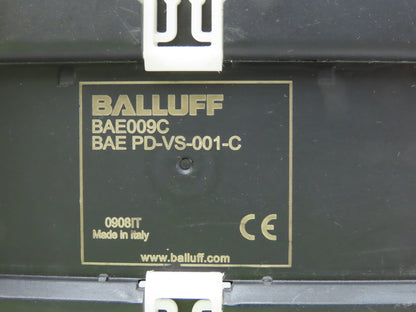 BALLUFF
BAE009C
BAE PD-VS-001-C
0908IT
Made in Italy
CE
www.balluff.com